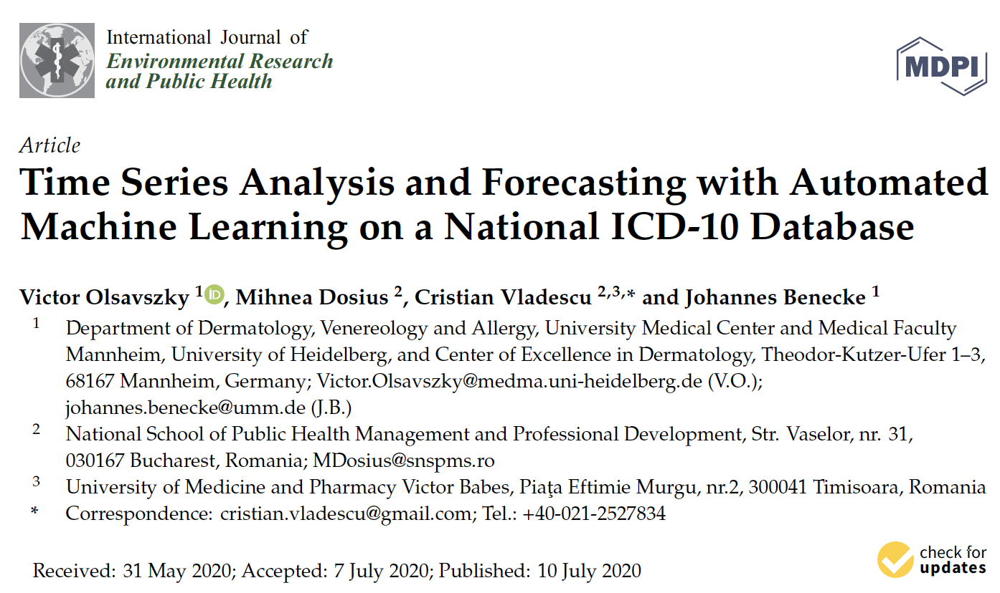 International Journal of
Environmental Research
and Public Health
MDPI
Article
Time Series Analysis and Forecasting with Automated
Machine Learning on a National ICD-10 Database
Victor Olsavszky 1 iD, Mihnea Dosius 2, Cristian Vladescu 2,3,* and Johannes Benecke 1
1 Department of Dermatology, Venereology and Allergy, University Medical Center and Medical Faculty
Mannheim, University of Heidelberg, and Center of Excellence in Dermatology, Theodor-Kutzer-Ufer 1–3,
68167 Mannheim, Germany; Victor.Olsavszky@medma.uni-heidelberg.de (V.O.);
johannes.benecke@umm.de (J.B.)
2 National School of Public Health Management and Professional Development, Str. Vaselor, nr. 31,
030167 Bucharest, Romania; MDosius@snspms.ro
3 University of Medicine and Pharmacy Victor Babes, Piaţa Eftimie Murgu, nr.2, 300041 Timisoara, Romania
* Correspondence: cristian.vladescu@gmail.com; Tel.: +40-021-2527834
Received: 31 May 2020; Accepted: 7 July 2020; Published: 10 July 2020
check for
updates